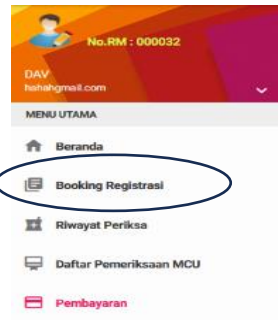 No.RM : 000032
DAV
hahahgmail.com
MENU UTAMA
Beranda
Booking Registrasi
Riwayat Periksa
Daftar Pemeriksaan MCU
Pembayaran